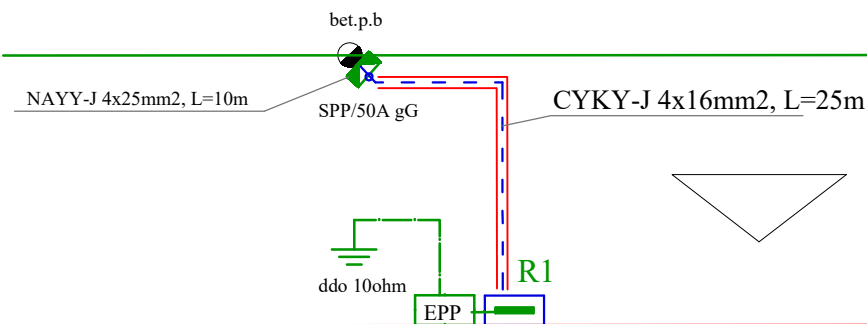 bet.p.b
NAYY-J 4x25mm2, L=10m
SPP/50A gG
CYKY-J 4x16mm2, L=25m
R1
ddo 10ohm
EPP